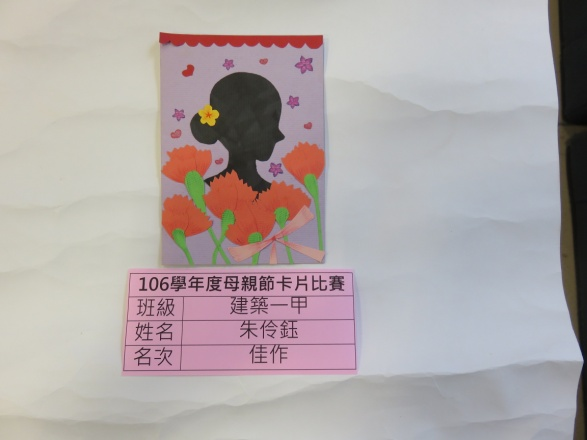 106學年度母親節卡片比賽
班級 建築一甲
姓名 朱伶鈺
名次 佳作